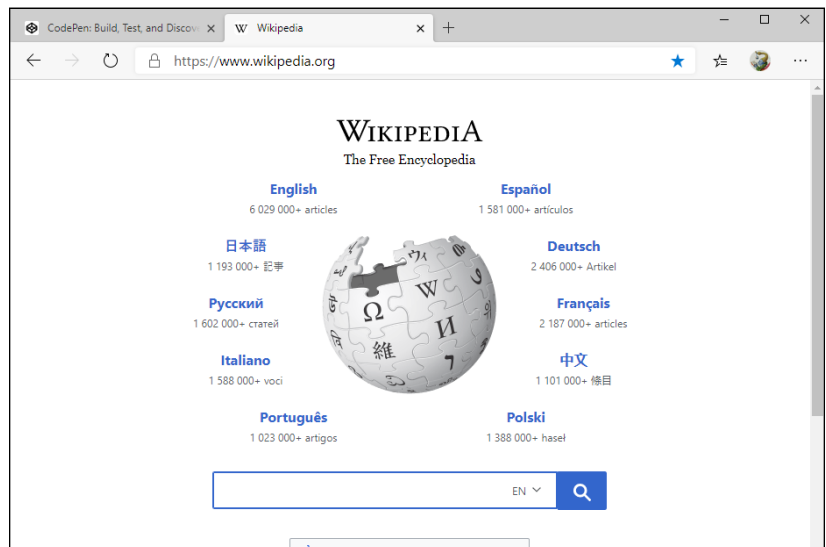 CodePen: Build, Test, and Discov
Wikipedia
https://www.wikipedia.org
WIKIPEDIA
The Free Encyclopedia
English
6 029 000+ articles
Español
1 581 000+ artículos
日本語
1 193 000+ 記事
Deutsch
2 406 000+ Artikel
Русский
1 602 000+ статей
Français
2 187 000+ articles
Italiano
1 588 000+ voci
中文
1 101 000+ 條目
Português
1 023 000+ artigos
Polski
1 388 000+ haseł
Ω
W
И
維
EN